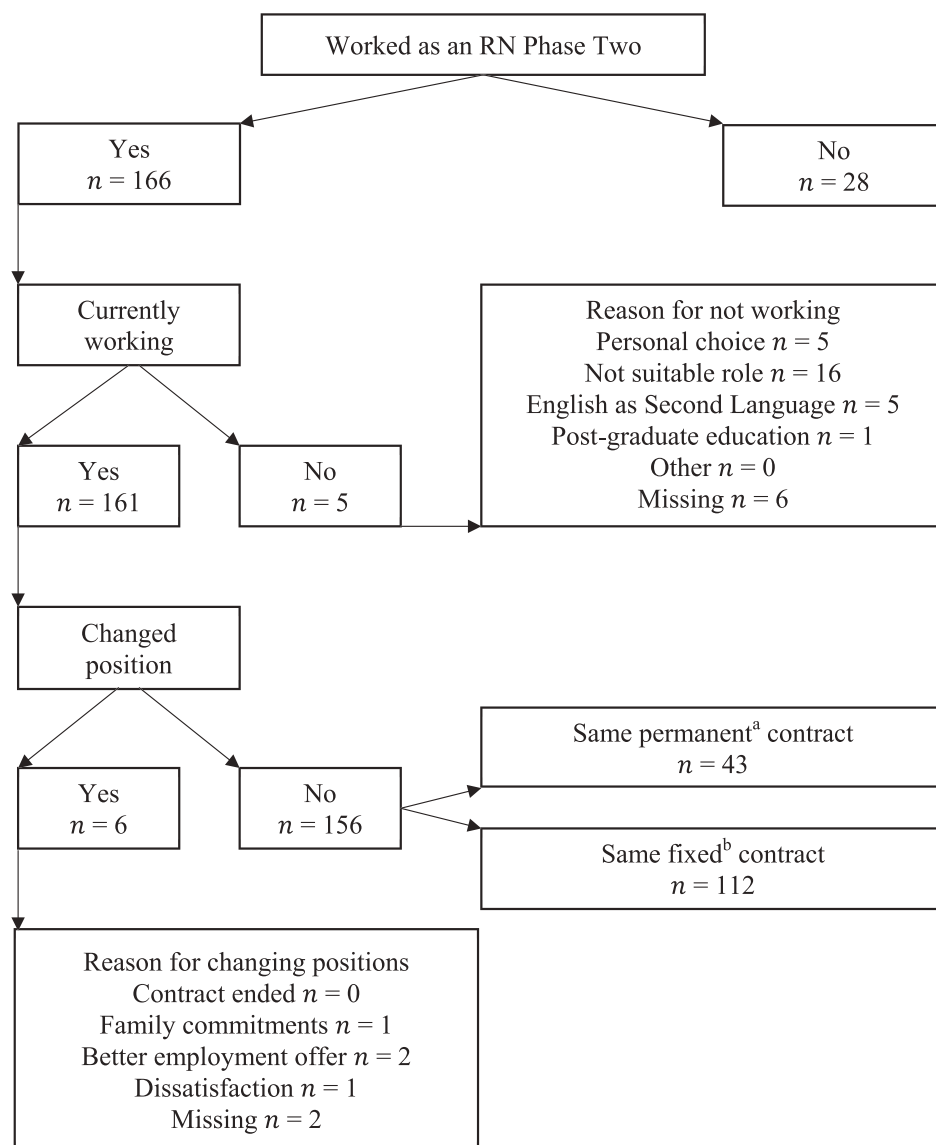 Worked as an RN Phase Two
Yes
n = 166
No
n = 28
Currently
working
Reason for not working
Personal choice n = 5
Not suitable role n = 16
English as Second Language n = 5
Post-graduate education n = 1
Other n = 0
Missing n = 6
Yes
n = 161
No
n = 5
Changed
position
Same permanentᵃ contract
n = 43
Yes
n = 6
No
n = 156
Same fixedᵇ contract
n = 112
Reason for changing positions
Contract ended n = 0
Family commitments n = 1
Better employment offer n = 2
Dissatisfaction n = 1
Missing n = 2